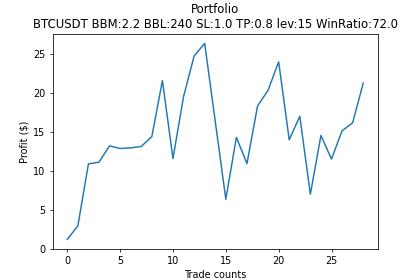 Portfolio
BTCUSDT BBM:2.2 BBL:240 SL:1.0 TP:0.8 lev:15 WinRatio:72.0
25
20
15
10
5
0
Profit ($)
0 5 10 15 20 25
Trade counts